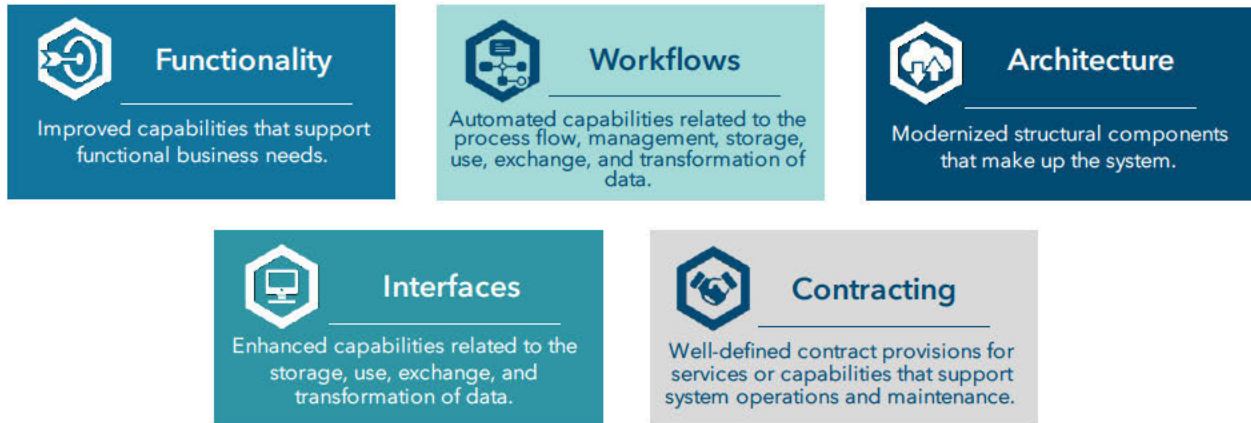 Functionality
Improved capabilities that support
functional business needs.
Workflows
Automated capabilities related to the
process flow, management, storage,
use, exchange, and transformation of
data.
Architecture
Modernized structural components
that make up the system.
Interfaces
Enhanced capabilities related to the
storage, use, exchange, and
transformation of data.
Contracting
Well-defined contract provisions for
services or capabilities that support
system operations and maintenance.